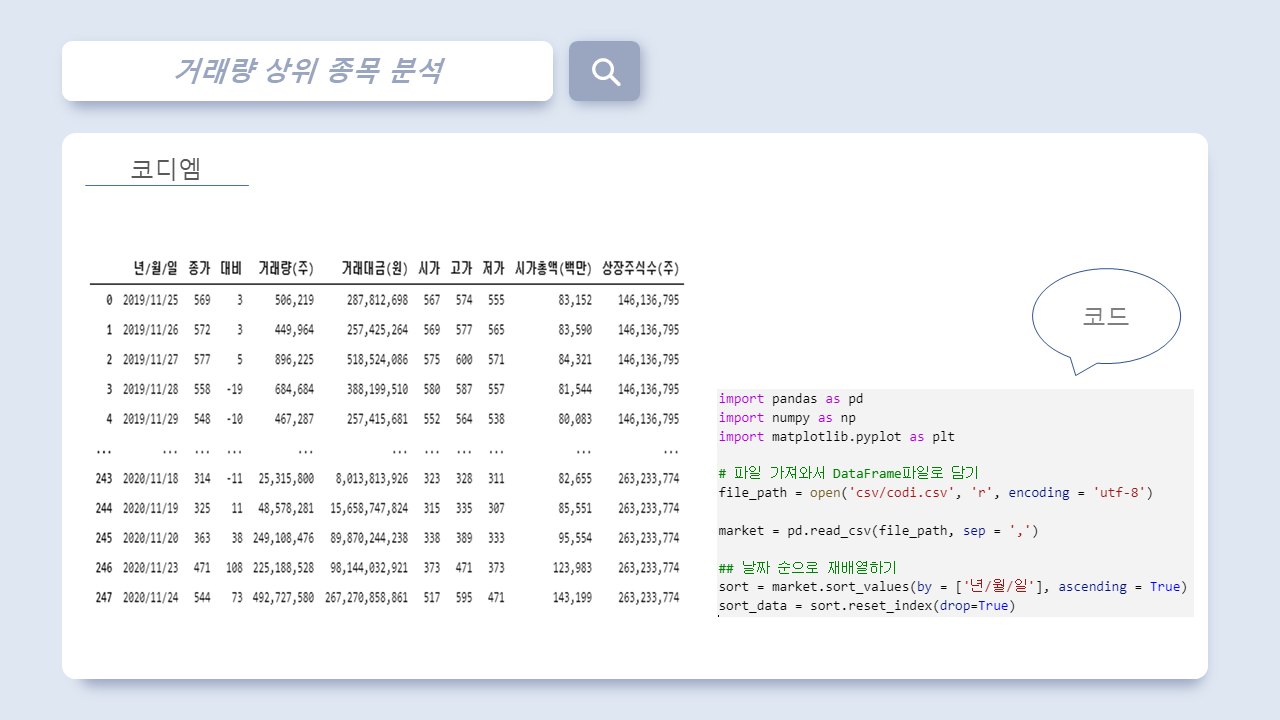 거래량 상위 종목 분석
코디엠
년/월/일 종가 대비 거래량(주) 거래대금(원) 시가 고가 저가 시가총액(백만) 상장주식수(주)
0 2019/11/25 569 3 506,219 287,812,698 567 574 555 83,152 146,136,795
1 2019/11/26 572 3 449,964 257,425,264 569 577 565 83,590 146,136,795
2 2019/11/27 577 5 896,225 518,524,086 575 600 571 84,321 146,136,795
3 2019/11/28 558 -19 684,684 388,199,510 580 587 557 81,544 146,136,795
4 2019/11/29 548 -10 467,287 257,415,681 552 564 538 80,083 146,136,795
... ... ... ... ... ... ... ... ... ... ...
243 2020/11/18 314 -11 25,315,800 8,013,813,926 323 328 311 82,655 263,233,774
244 2020/11/19 325 11 48,578,281 15,658,747,824 315 335 307 85,551 263,233,774
245 2020/11/20 363 38 249,108,476 89,870,244,238 338 389 333 95,554 263,233,774
246 2020/11/23 471 108 225,188,528 98,144,032,921 373 471 373 123,983 263,233,774
247 2020/11/24 544 73 492,727,580 267,270,858,861 517 595 471 143,199 263,233,774
코드
import pandas as pd
import numpy as np
import matplotlib.pyplot as plt
# 파일 가져와서 DataFrame파일로 담기
file_path = open('csv/codi.csv', 'r', encoding = 'utf-8')
market = pd.read_csv(file_path, sep = ',')
## 날짜 순으로 재배열하기
sort = market.sort_values(by = ['년/월/일'], ascending = True)
sort_data = sort.reset_index(drop=True)